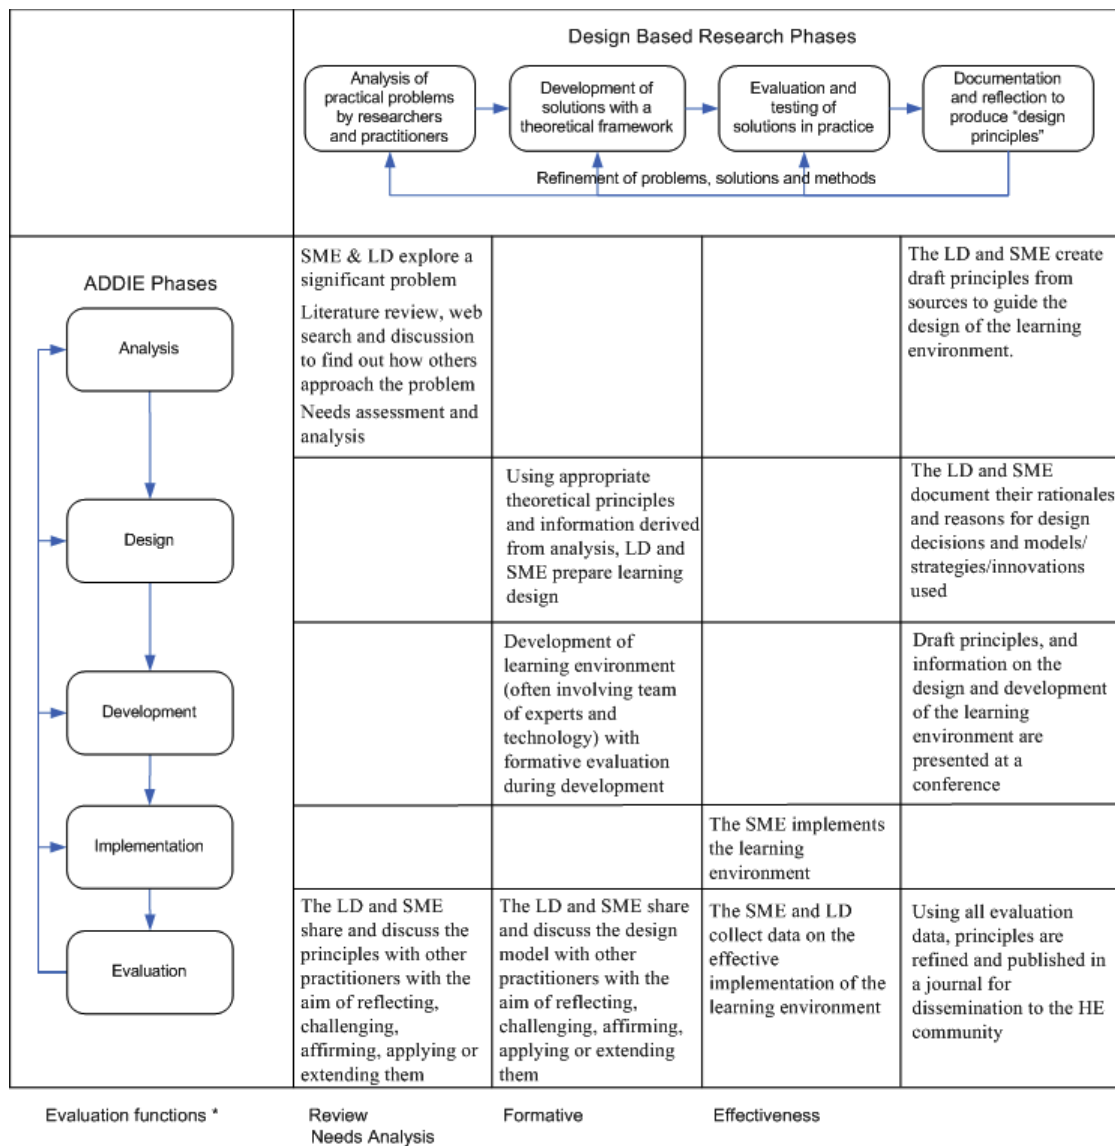 Design Based Research Phases
Analysis of
practical problems
by researchers
and practitioners
Development of
solutions with a
theoretical framework
Evaluation and
testing of
solutions in practice
Documentation
and reflection to
produce “design
principles”
Refinement of problems, solutions and methods
ADDIE Phases
Analysis
SME & LD explore a
significant problem
Literature review, web
search and discussion
to find out how others
approach the problem
Needs assessment and
analysis
The LD and SME create
draft principles from
sources to guide the
design of the learning
environment.
Design
Using appropriate
theoretical principles
and information derived
from analysis, LD and
SME prepare learning
design
The LD and SME
document their rationales
and reasons for design
decisions and models/
strategies/innovations
used
Development
Development of
learning environment
(often involving team
of experts and
technology) with
formative evaluation
during development
Draft principles, and
information on the
design and development
of the learning
environment are
presented at a
conference
Implementation
The SME implements
the learning
environment
Evaluation
The LD and SME
share and discuss the
principles with other
practitioners with the
aim of reflecting,
challenging,
affirming, applying or
extending them
The LD and SME share
and discuss the design
model with other
practitioners with the
aim of reflecting,
challenging, affirming,
applying or extending
them
The SME and LD
collect data on the
effective
implementation of the
learning environment
Using all evaluation
data, principles are
refined and published in
a journal for
dissemination to the HE
community
Evaluation functions *
Review
Needs Analysis
Formative
Effectiveness